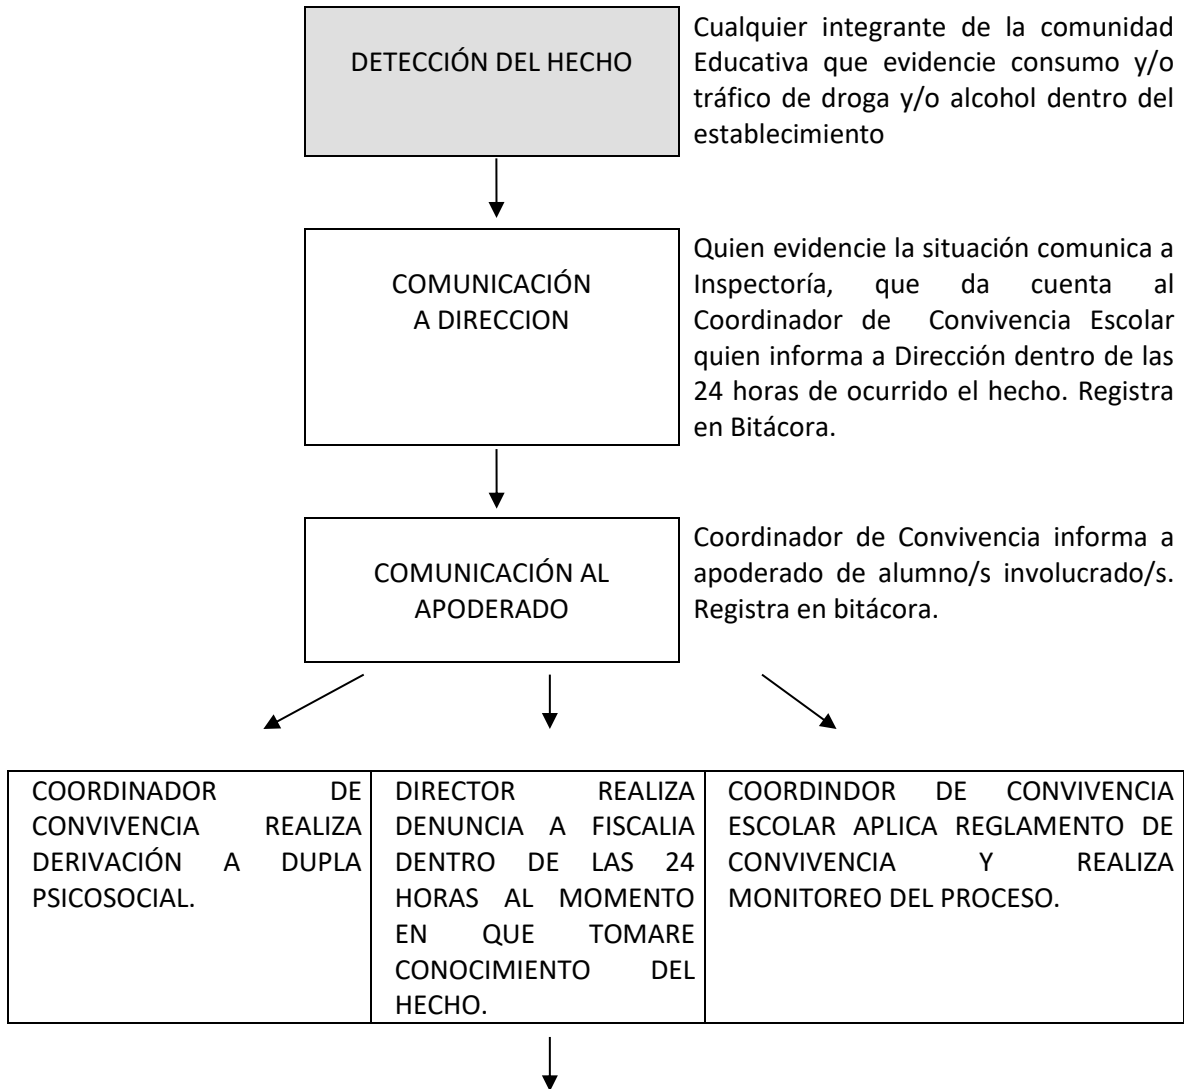 DETECCIÓN DEL HECHO
Cualquier integrante de la comunidad
Educativa que evidencie consumo y/o
tráfico de droga y/o alcohol dentro del
establecimiento
COMUNICACIÓN
A DIRECCION
Quien evidencie la situación comunica a
Inspectoría, que da cuenta al
Coordinador de Convivencia Escolar
quien informa a Dirección dentro de las
24 horas de ocurrido el hecho. Registra
en Bitácora.
COMUNICACIÓN AL
APODERADO
Coordinador de Convivencia informa a
apoderado de alumno/s involucrado/s.
Registra en bitácora.
COORDINADOR DE
CONVIVENCIA REALIZA
DERIVACIÓN A DUPLA
PSICOSOCIAL.
DIRECTOR REALIZA
DENUNCIA A FISCALIA
DENTRO DE LAS 24
HORAS AL MOMENTO
EN QUE TOMARE
CONOCIMIENTO DEL
HECHO.
COORDINDOR DE CONVIVENCIA
ESCOLAR APLICA REGLAMENTO DE
CONVIVENCIA Y REALIZA
MONITOREO DEL PROCESO.